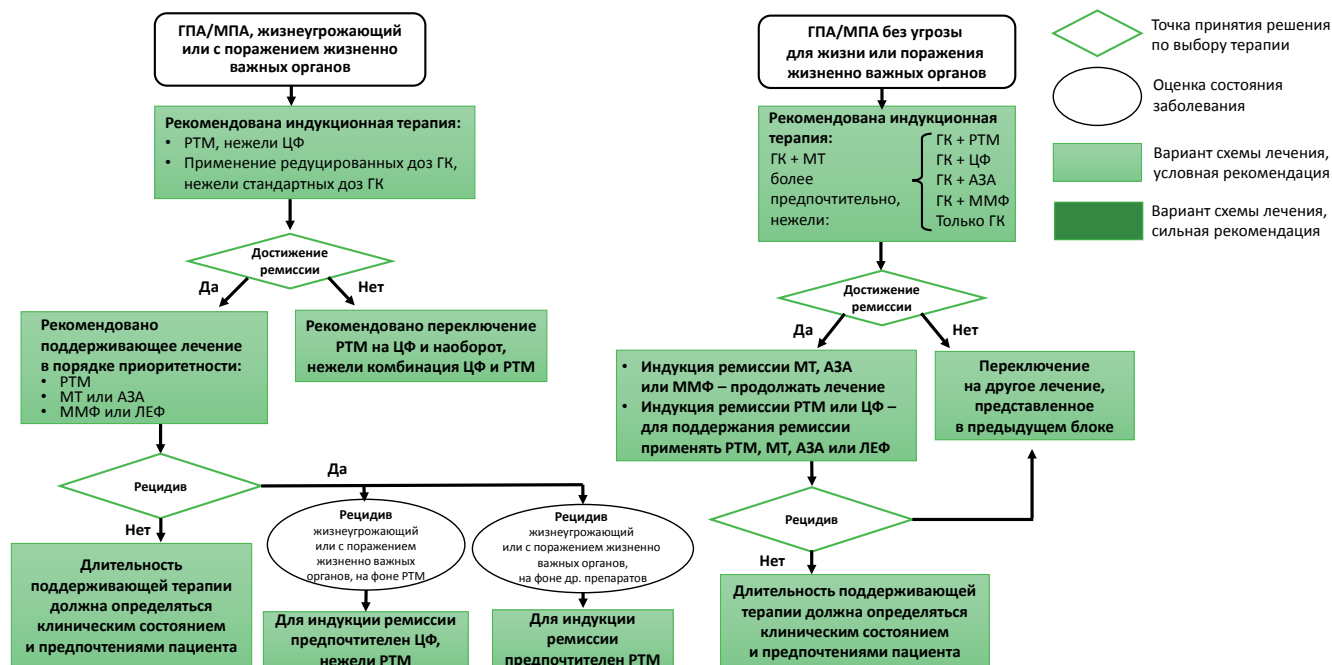 ГПА/МПА, жизнеугрожающий
или с поражением жизненно
важных органов
Рекомендована индукционная терапия:
• РТМ, нежели ЦФ
• Применение редуцированных доз ГК,
нежели стандартных доз ГК
Достижение
ремиссии
Да
Нет
Рекомендовано
поддерживающее лечение
в порядке приоритетности:
• РТМ
• МТ или АЗА
• ММФ или ЛЕФ
Рекомендовано переключение
РТМ на ЦФ и наоборот,
нежели комбинация ЦФ и РТМ
Рецидив
Да
Нет
Длительность
поддерживающей терапии
должна определяться
клиническим состоянием
и предпочтениями пациента
Рецидив
жизнеугрожающий
или с поражением
жизненно важных
органов, на фоне РТМ
Рецидив
жизнеугрожающий
или с поражением жизненно
важных органов,
на фоне др. препаратов
Для индукции ремиссии
предпочтителен ЦФ,
нежели РТМ
Для индукции
ремиссии
предпочтителен РТМ
ГПА/МПА без угрозы
для жизни или поражения
жизненно важных органов
Рекомендована индукционная
терапия:
ГК + МТ
более
предпочтительно,
нежели:
ГК + РТМ
ГК + ЦФ
ГК + АЗА
ГК + ММФ
Только ГК
Достижение
ремиссии
Да
Нет
• Индукция ремиссии МТ, АЗА
или ММФ – продолжать лечение
• Индукция ремиссии РТМ или ЦФ –
для поддержания ремиссии
применять РТМ, МТ, АЗА или ЛЕФ
Переключение
на другое лечение,
представленное
в предыдущем блоке
Рецидив
Нет
Длительность поддерживающей
терапии должна определяться
клиническим состоянием
и предпочтениями пациента
Точка принятия решения
по выбору терапии
Оценка состояния
заболевания
Вариант схемы лечения,
условная рекомендация
Вариант схемы лечения,
сильная рекомендация